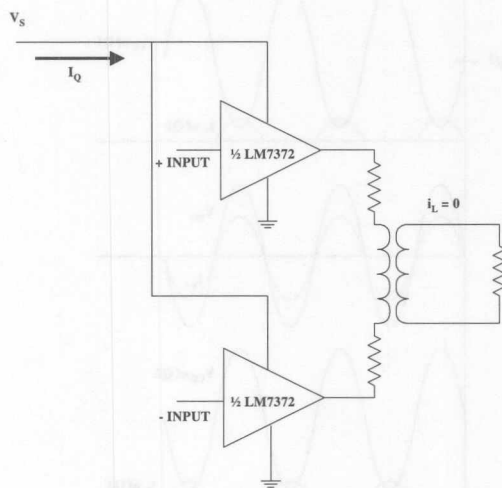 V_S
I_Q
½ LM7372
+ INPUT
i_L = 0
½ LM7372
- INPUT